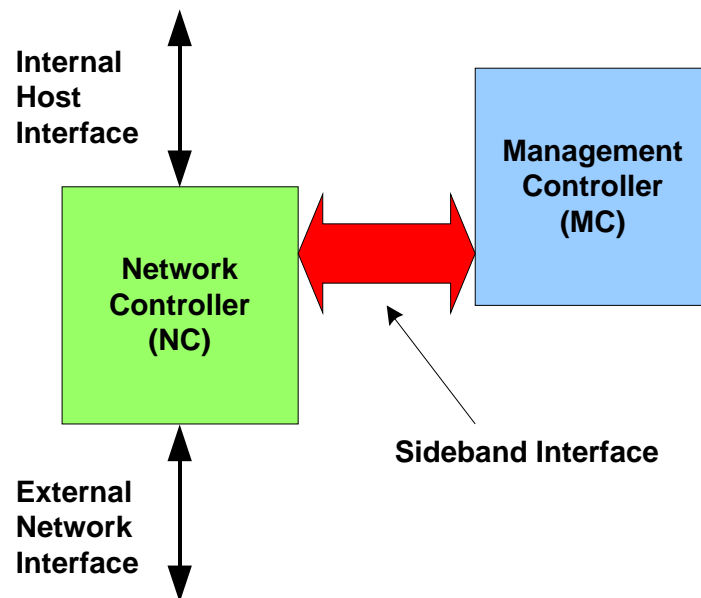 Internal
Host
Interface
Management
Controller
(MC)
Network
Controller
(NC)
Sideband Interface
External
Network
Interface